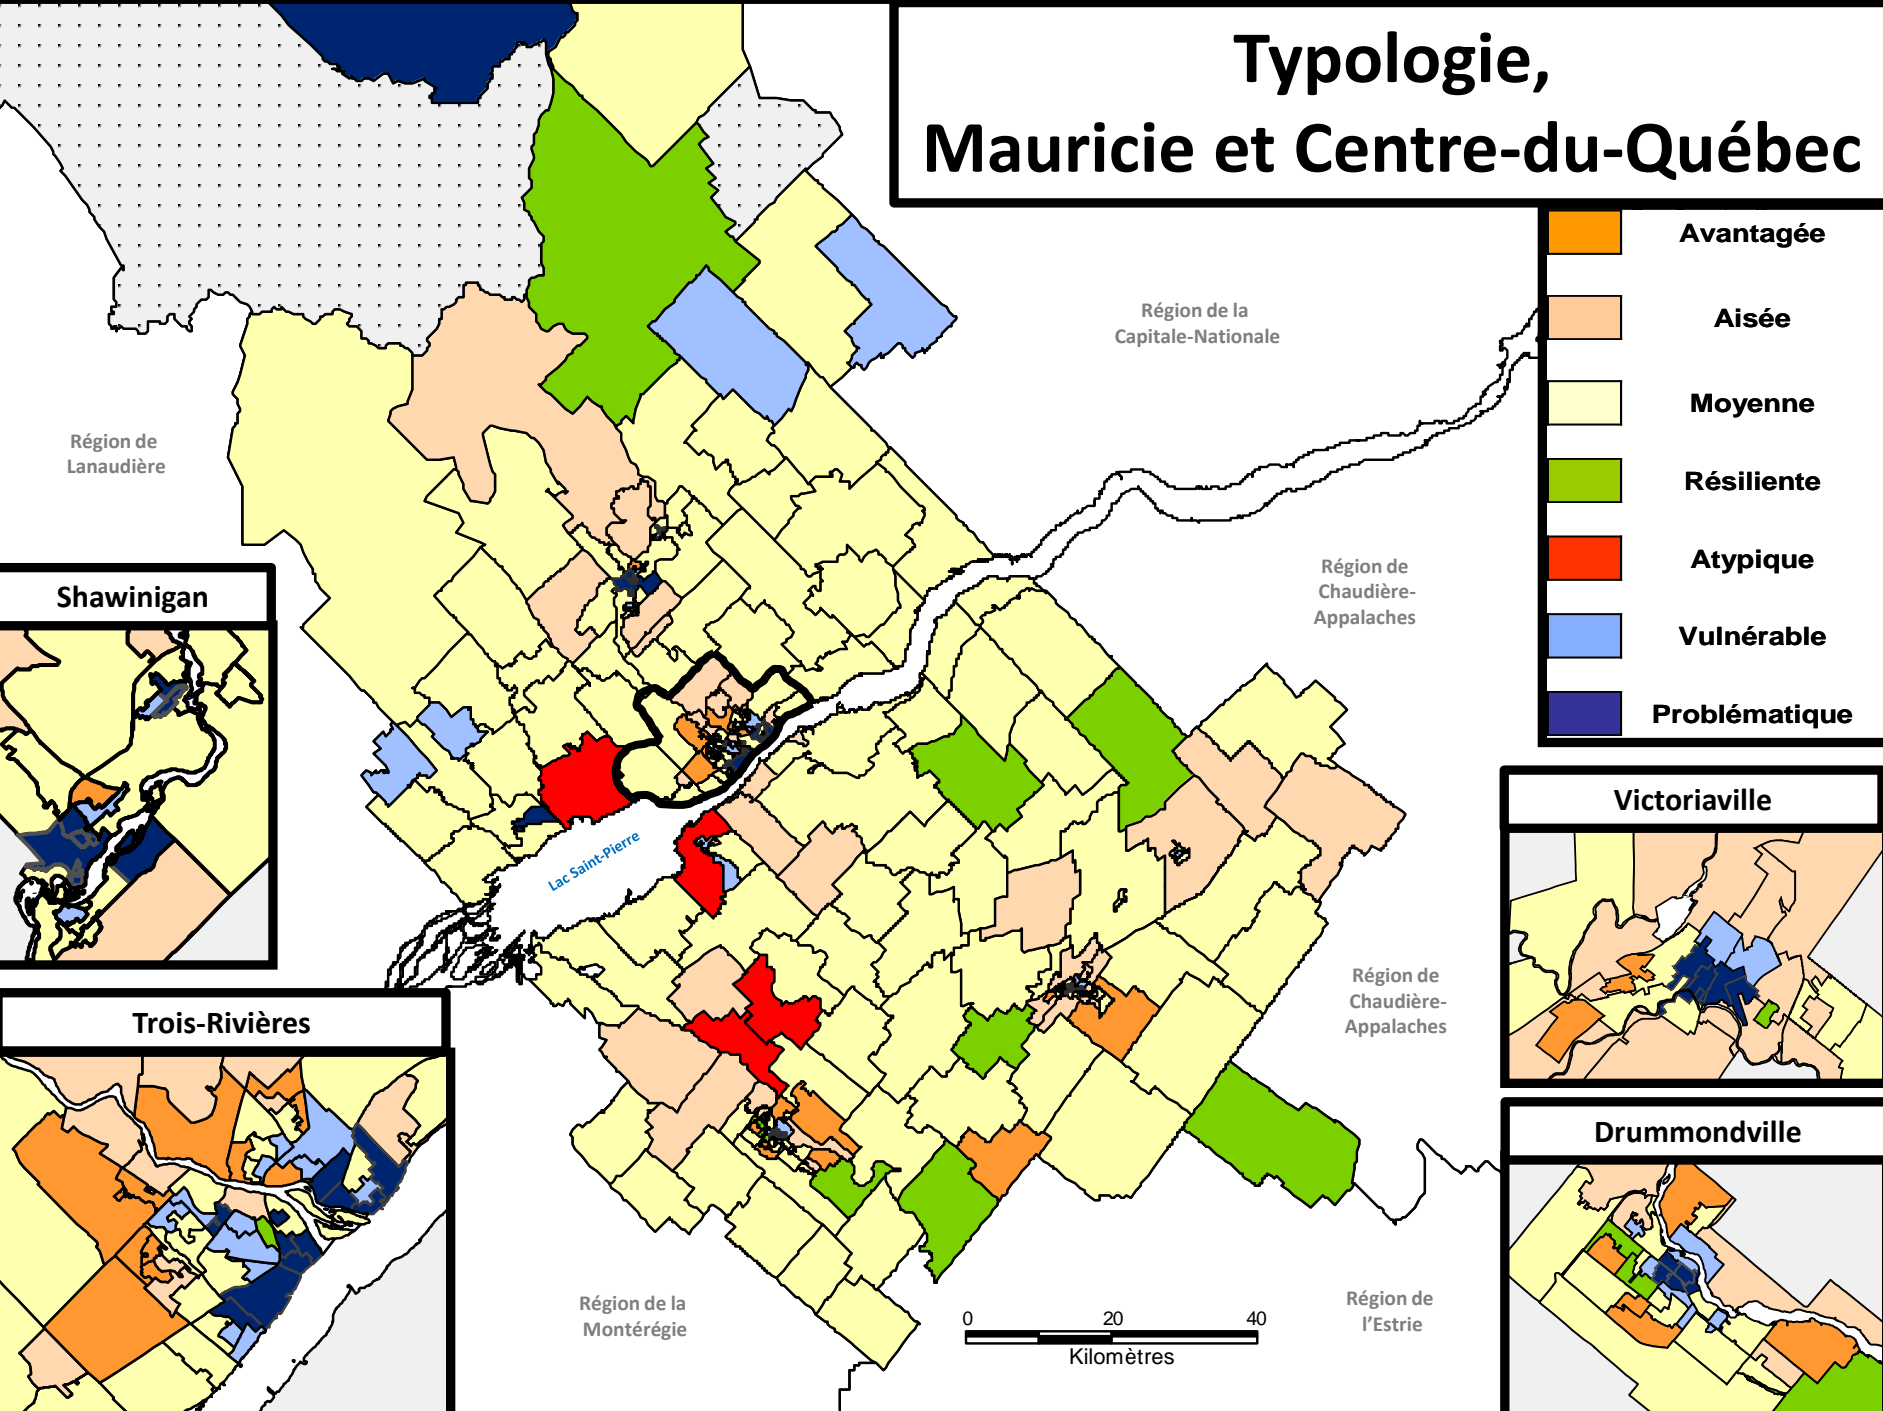 Typologie,
Mauricie et Centre-du-Québec
Avantagée
Aisée
Moyenne
Résiliente
Atypique
Vulnérable
Problématique
Région de la
Capitale-Nationale
Région de
Lanaudière
Région de
Chaudière-
Appalaches
Shawinigan
Lac Saint-Pierre
Victoriaville
Trois-Rivières
Région de
Chaudière-
Appalaches
Drummondville
Région de la
Montérégie
0 20 40
Kilomètres
Région de
l'Estrie